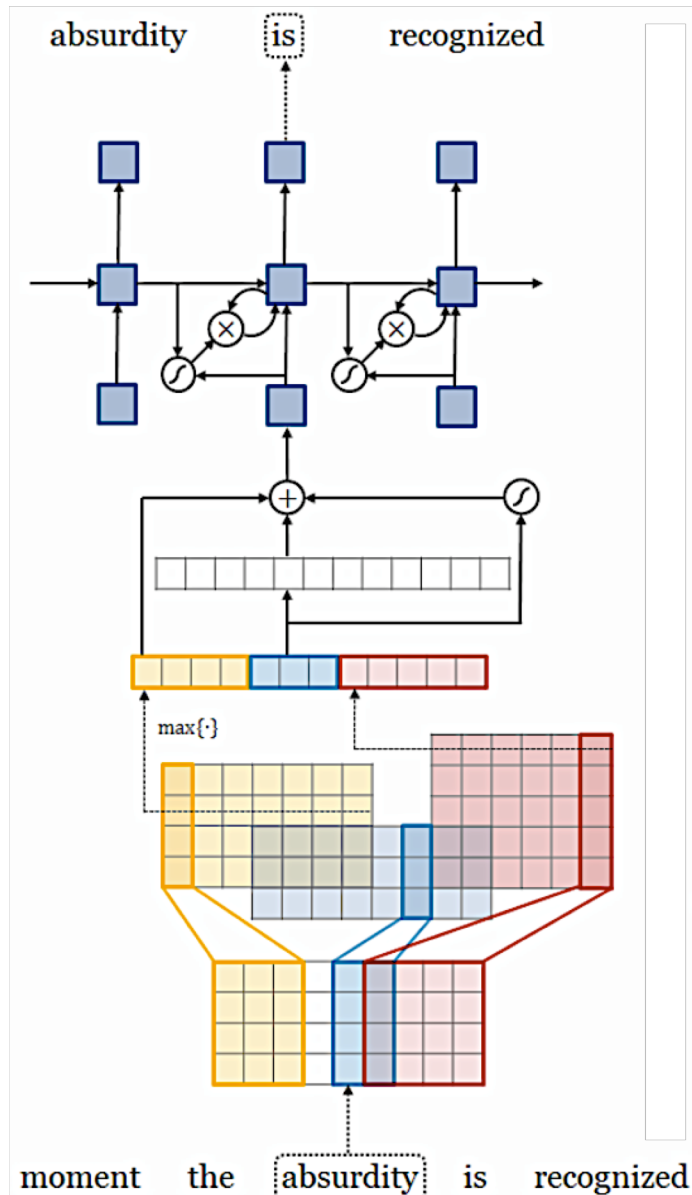 absurdity is recognized
×
×
+
max{·}
moment the absurdity is recognized